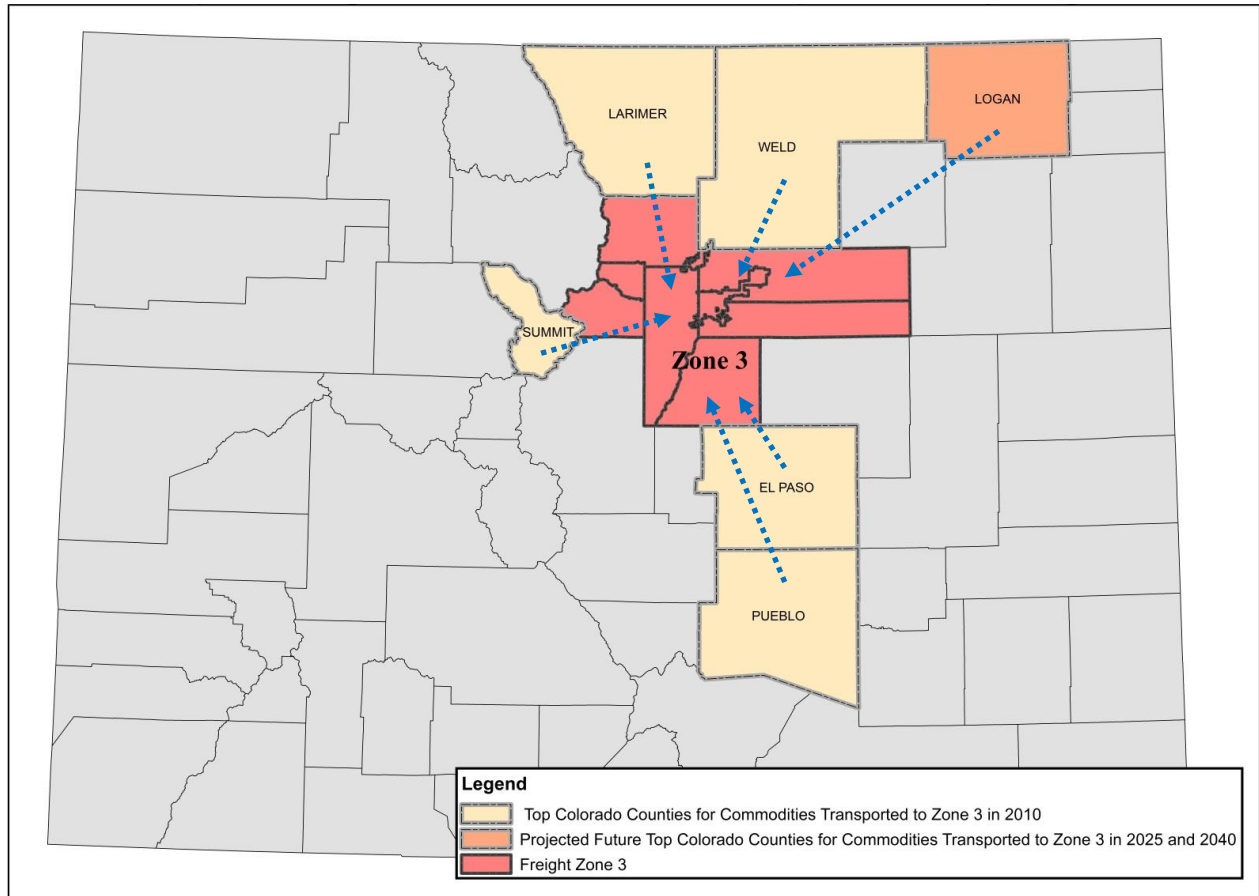 LARIMER
WELD
LOGAN
SUMMIT
Zone 3
EL PASO
PUEBLO
Legend
Top Colorado Counties for Commodities Transported to Zone 3 in 2010
Projected Future Top Colorado Counties for Commodities Transported to Zone 3 in 2025 and 2040
Freight Zone 3